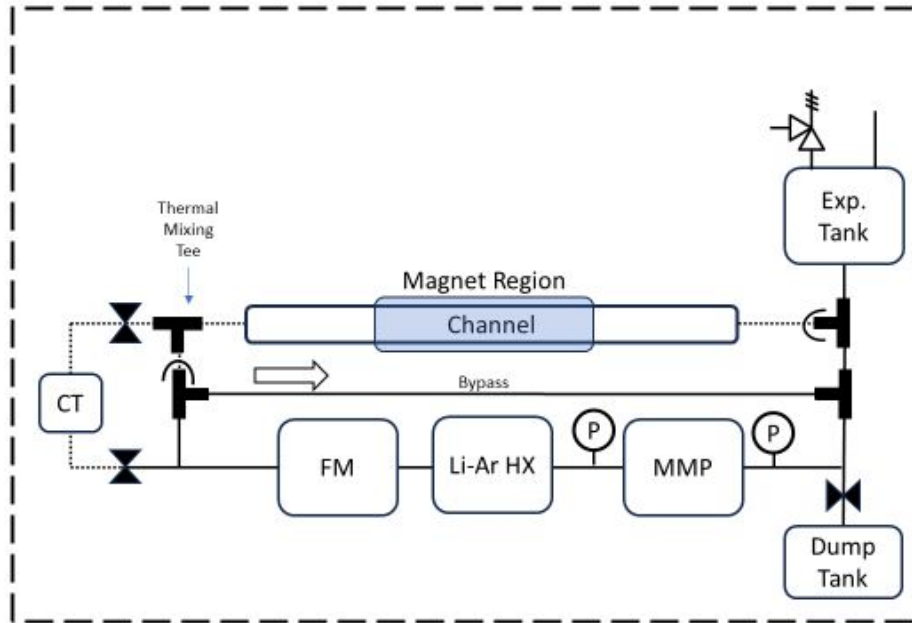 Exp.
Tank
Thermal
Mixing
Tee
Magnet Region
Channel
CT
Bypass
FM
Li-Ar HX
P
MMP
P
Dump
Tank